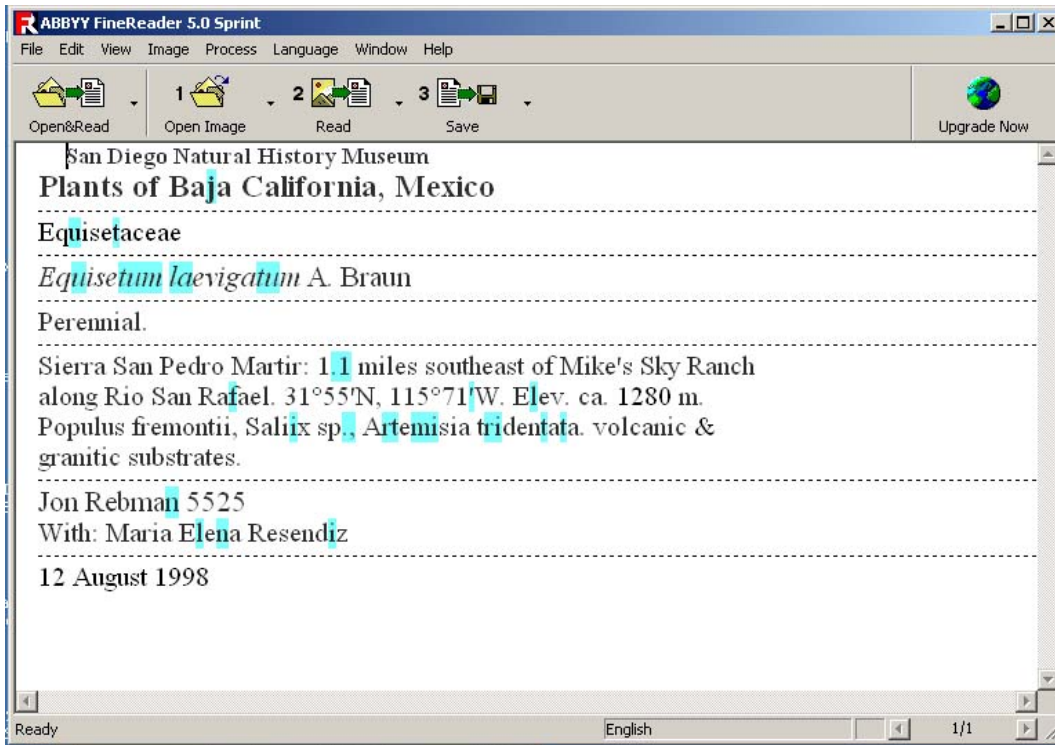 ABBYY FineReader 5.0 Sprint
File Edit View Image Process Language Window Help
1 2 3
Open&Read Open Image Read Save Upgrade Now
San Diego Natural History Museum
Plants of Baja California, Mexico
Equisetaceae
Equisetum laevigatum A. Braun
Perennial.
Sierra San Pedro Martir: 1.1 miles southeast of Mike's Sky Ranch
along Rio San Rafael. 31°55'N, 115°71'W. Elev. ca. 1280 m.
Populus fremontii, Saliix sp., Artemisia tridentata. volcanic &
granitic substrates.
Jon Rebman 5525
With: Maria Elena Resendiz
12 August 1998
Ready English 1/1